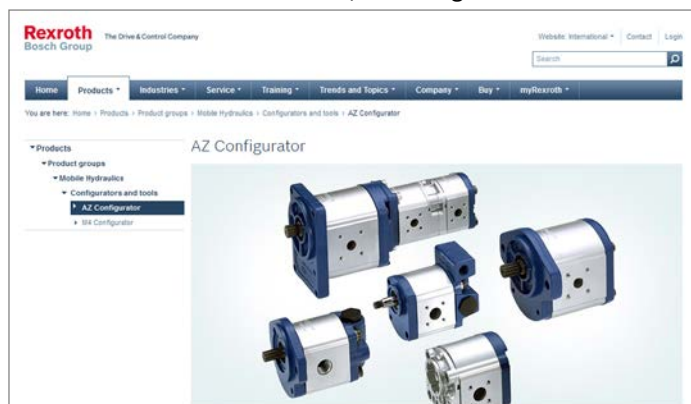 Rexroth
Bosch Group
The Drive & Control Company
Website: International
Contact
Login
Search
Home
Products
Industries
Service
Training
Trends and Topics
Company
Buy
myRexroth
You are here: Home › Products › Product groups › Mobile Hydraulics › Configurators and tools › AZ Configurator
Products
Product groups
Mobile Hydraulics
Configurators and tools
AZ Configurator
M4 Configurator
AZ Configurator